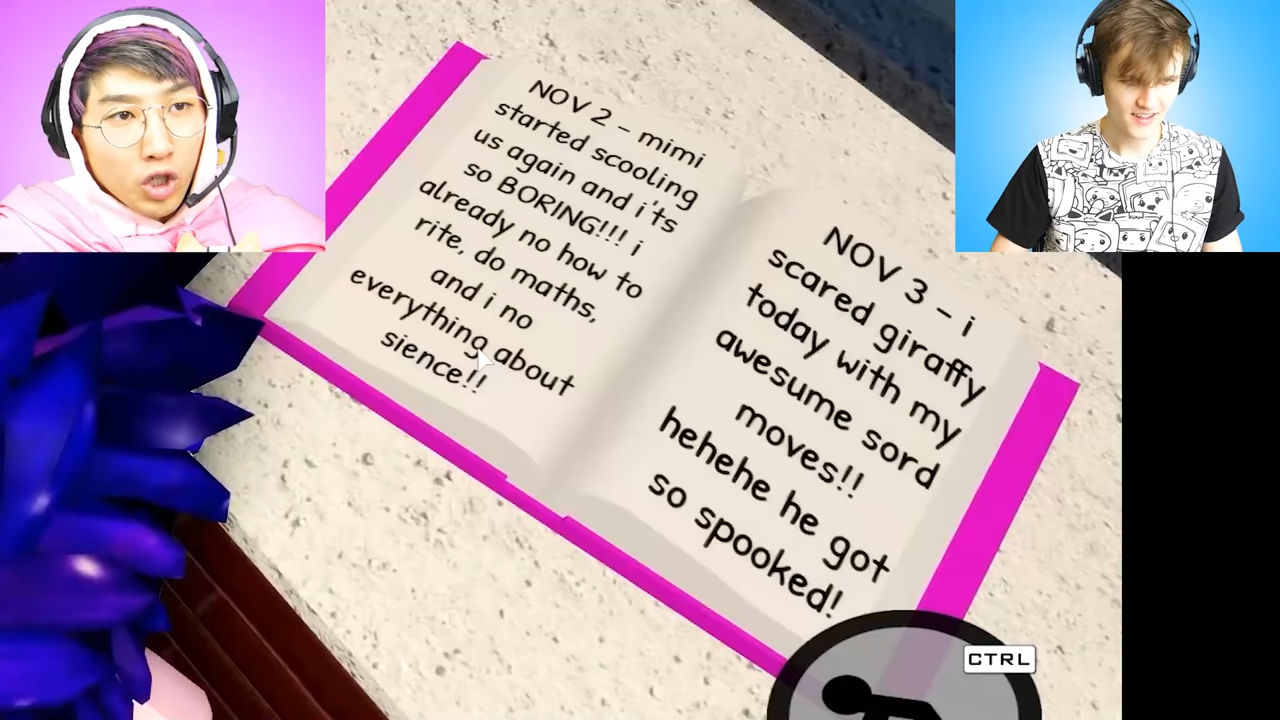 NOV 2 - mimi
started scooling
us again and i'ts
so BORING!!! i
already no how to
rite, do maths,
and i no
everything about
sience!!
NOV 3 - i
scared giraffy
today with my
awesume sord
moves!!
hehehe he got
so spooked!
CTRL